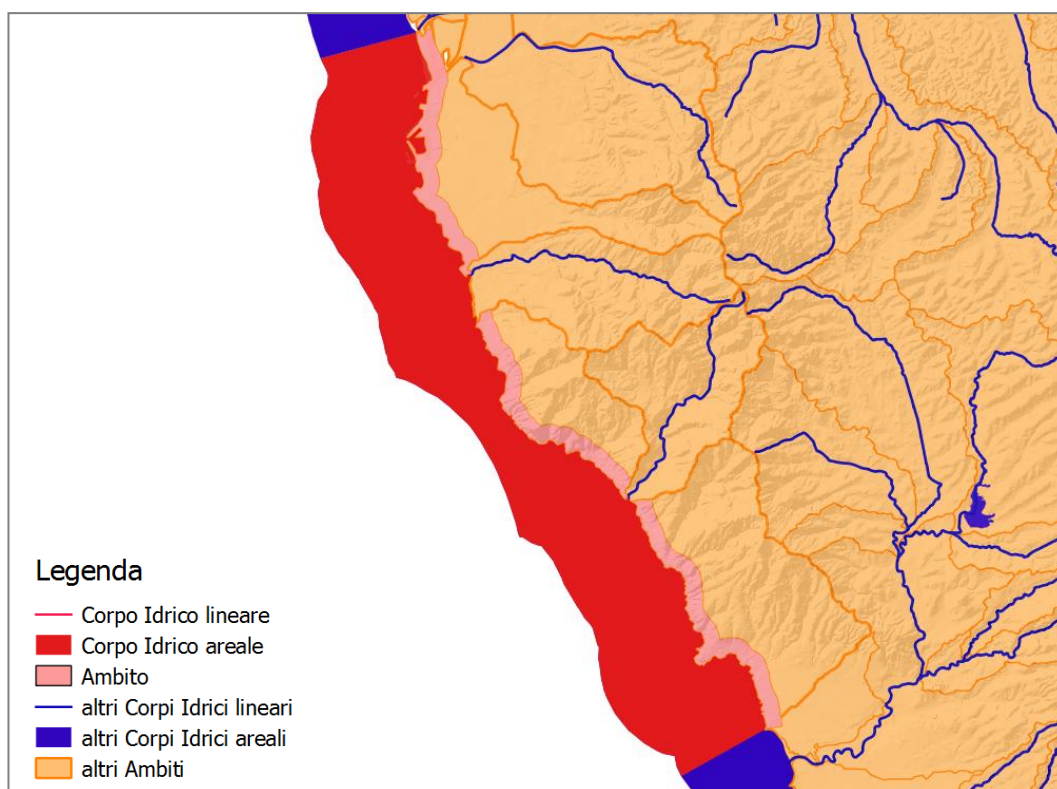 Legenda
Corpo Idrico lineare
Corpo Idrico areale
Ambito
altri Corpi Idrici lineari
altri Corpi Idrici areali
altri Ambiti